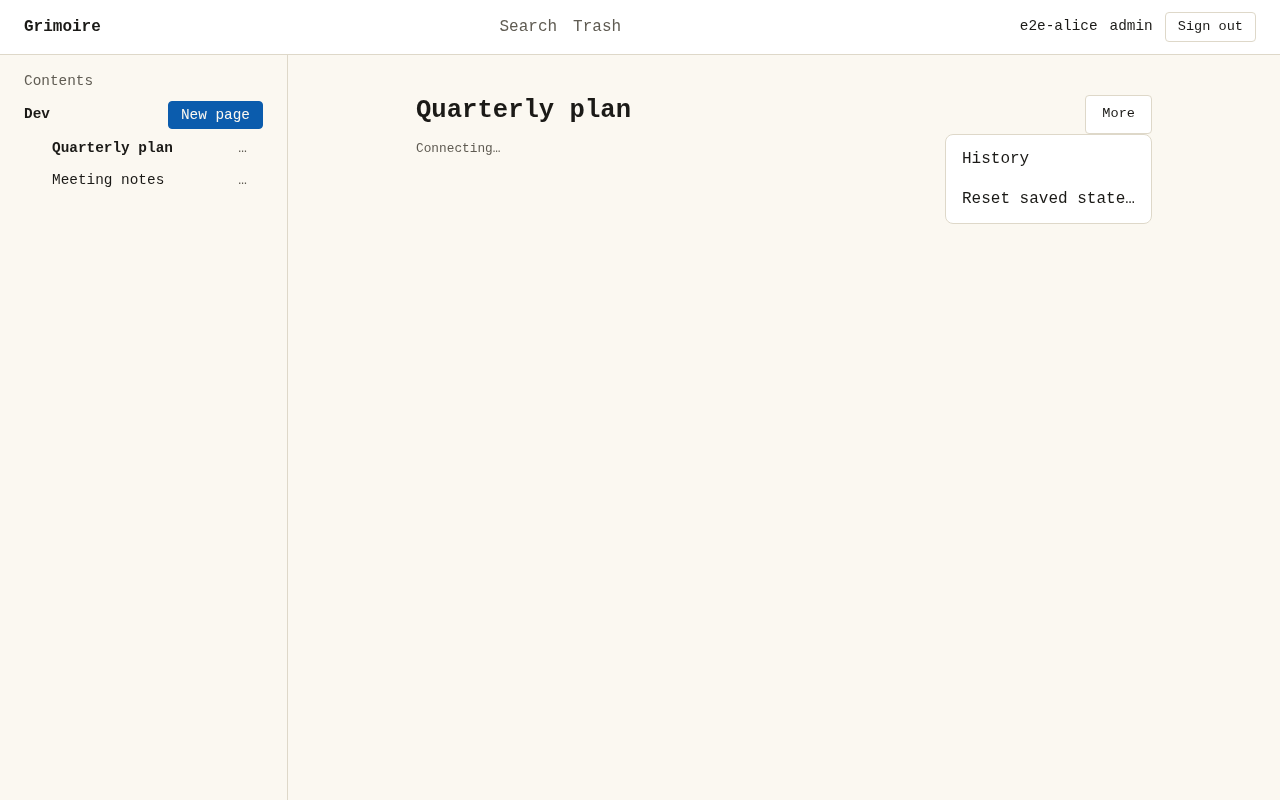 Grimoire
Search Trash
e2e-alice admin Sign out
Contents
Dev New page
Quarterly plan …
Meeting notes …
Quarterly plan
More
Connecting…
History
Reset saved state…